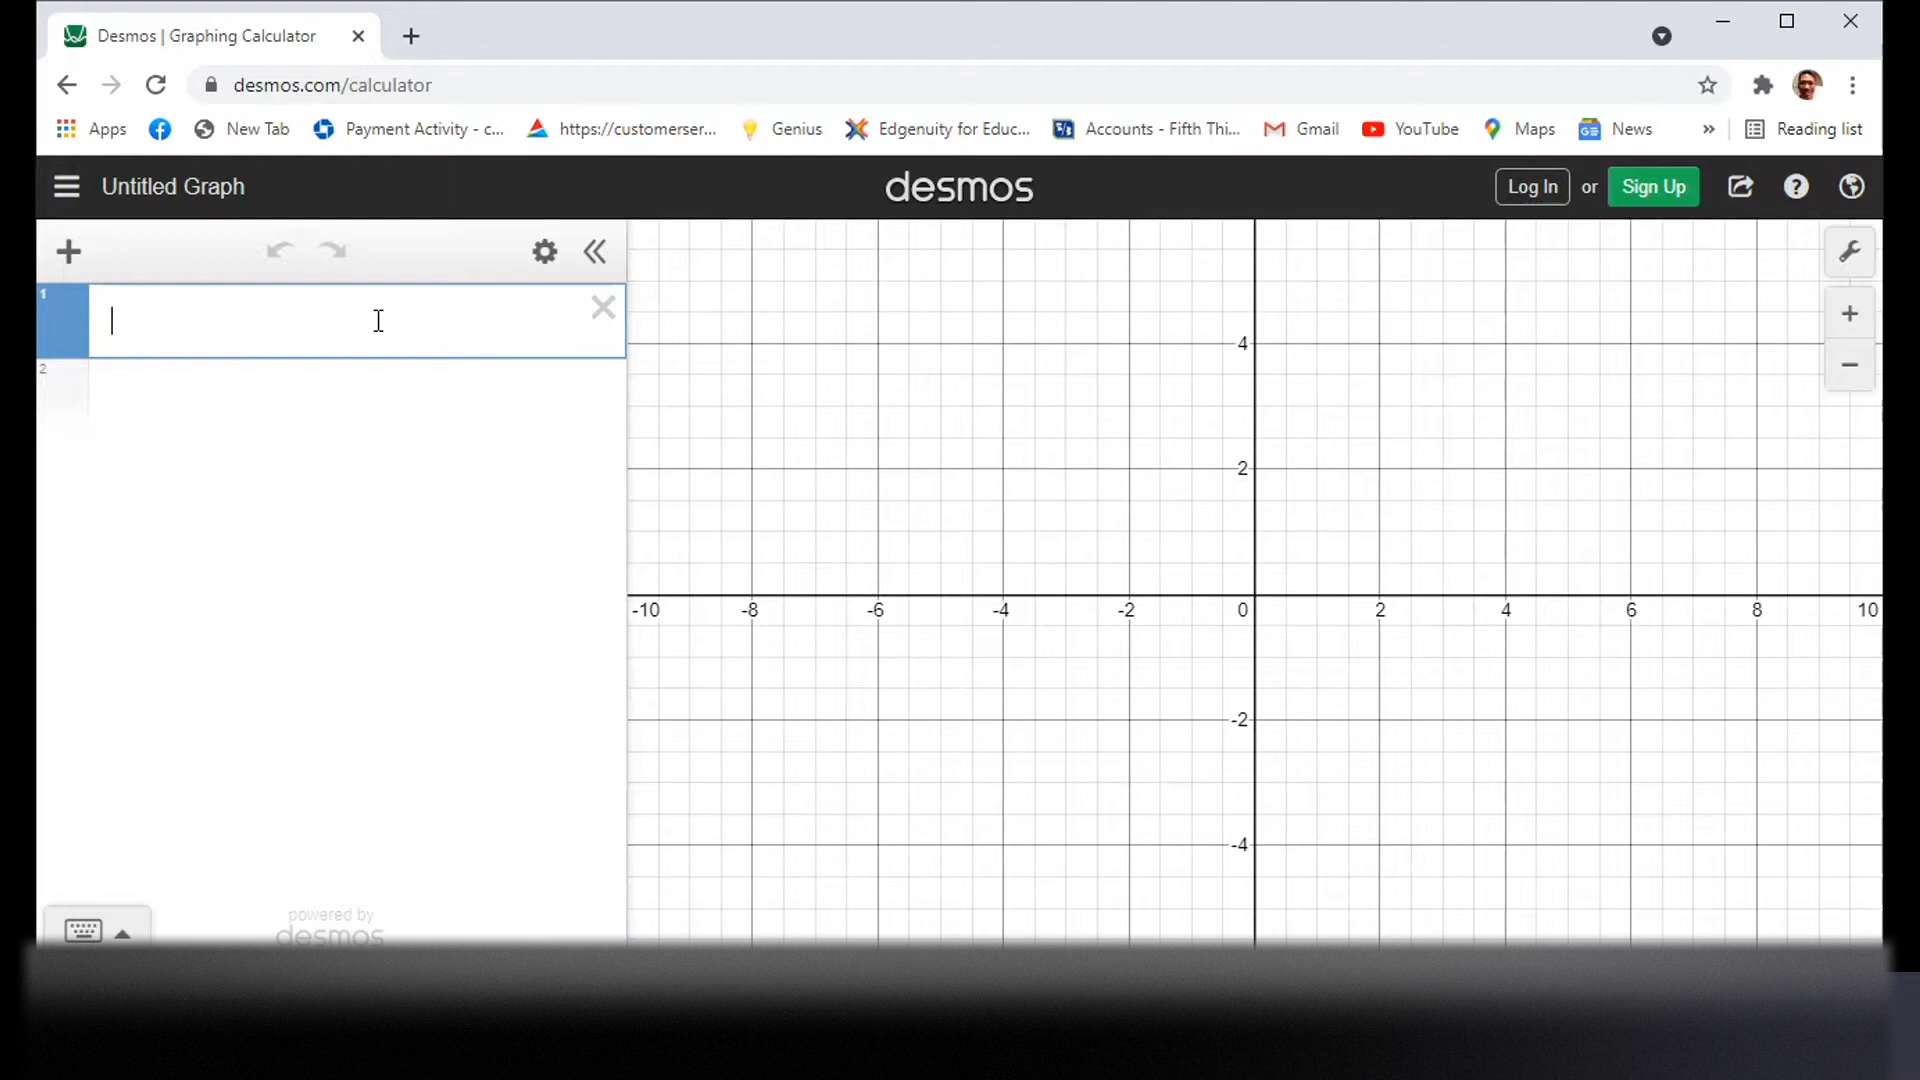 Desmos | Graphing Calculator
desmos.com/calculator
Apps New Tab Payment Activity - c... https://customerser... Genius Edgenuity for Educ... Accounts - Fifth Thi... Gmail YouTube Maps News » Reading list
Untitled Graph desmos Log In or Sign Up
1
2
4
2
-10 -8 -6 -4 -2 0 2 4 6 8 10
-2
-4
powered by
desmos